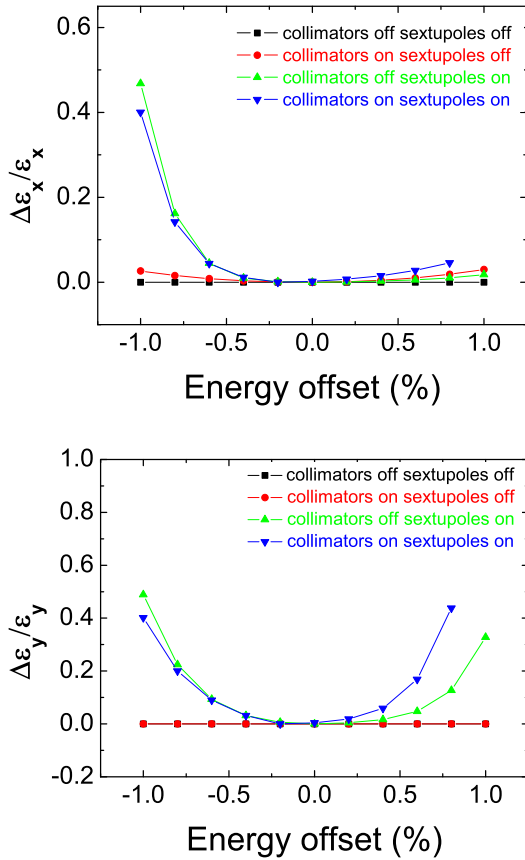 0.6
collimators off sextupoles off
collimators on sextupoles off
collimators off sextupoles on
collimators on sextupoles on
0.4
Δεx/εx
0.2
0.0
-1.0 -0.5 0.0 0.5 1.0
Energy offset (%)
1.0
collimators off sextupoles off
collimators on sextupoles off
0.8
collimators off sextupoles on
collimators on sextupoles on
0.6
Δεy/εy
0.4
0.2
0.0
-0.2
-1.0 -0.5 0.0 0.5 1.0
Energy offset (%)